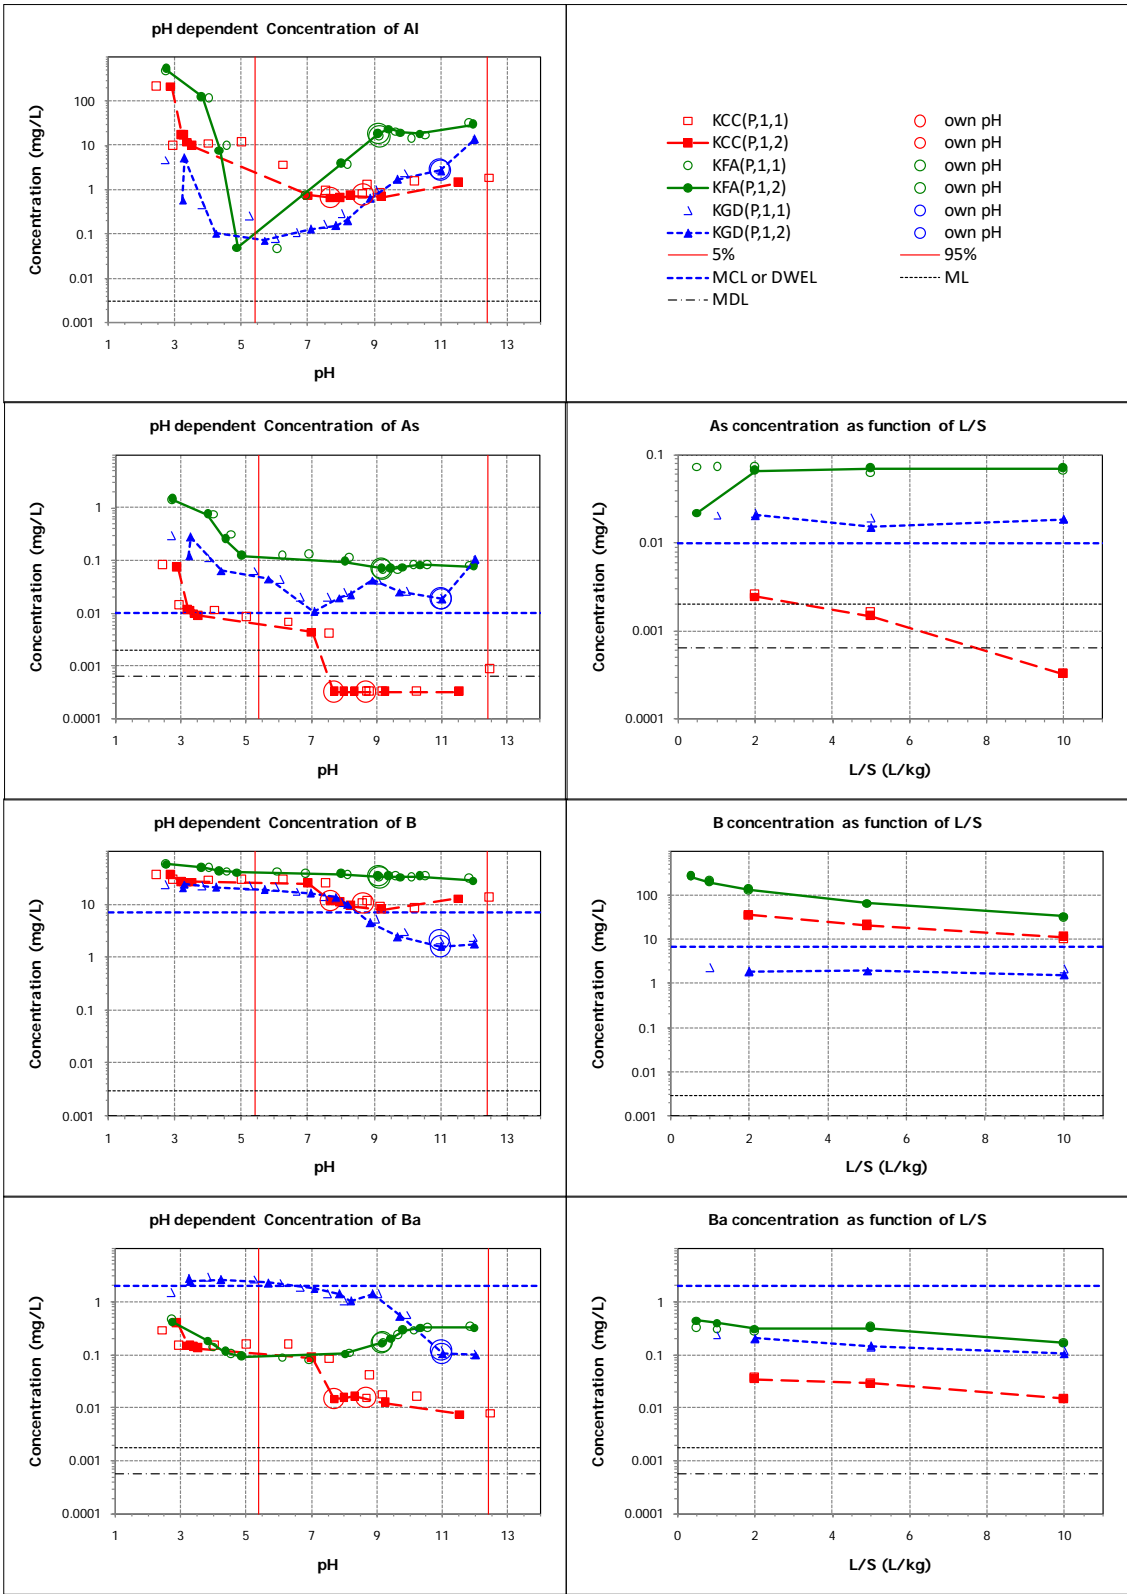 pH dependent Concentration of Al
Concentration (mg/L)
100
10
1
0.1
0.01
0.001
1 3 5 7 9 11 13
pH
KCC(P,1,1) own pH
KCC(P,1,2) own pH
KFA(P,1,1) own pH
KFA(P,1,2) own pH
KGD(P,1,1) own pH
KGD(P,1,2) own pH
5% 95%
MCL or DWEL ML
MDL
pH dependent Concentration of As
Concentration (mg/L)
1
0.1
0.01
0.001
0.0001
1 3 5 7 9 11 13
pH
As concentration as function of L/S
Concentration (mg/L)
0.1
0.01
0.001
0.0001
0 2 4 6 8 10
L/S (L/kg)
pH dependent Concentration of B
Concentration (mg/L)
10
1
0.1
0.01
0.001
1 3 5 7 9 11 13
pH
B concentration as function of L/S
Concentration (mg/L)
100
10
1
0.1
0.01
0.001
0 2 4 6 8 10
L/S (L/kg)
pH dependent Concentration of Ba
Concentration (mg/L)
1
0.1
0.01
0.001
0.0001
1 3 5 7 9 11 13
pH
Ba concentration as function of L/S
Concentration (mg/L)
1
0.1
0.01
0.001
0.0001
0 2 4 6 8 10
L/S (L/kg)